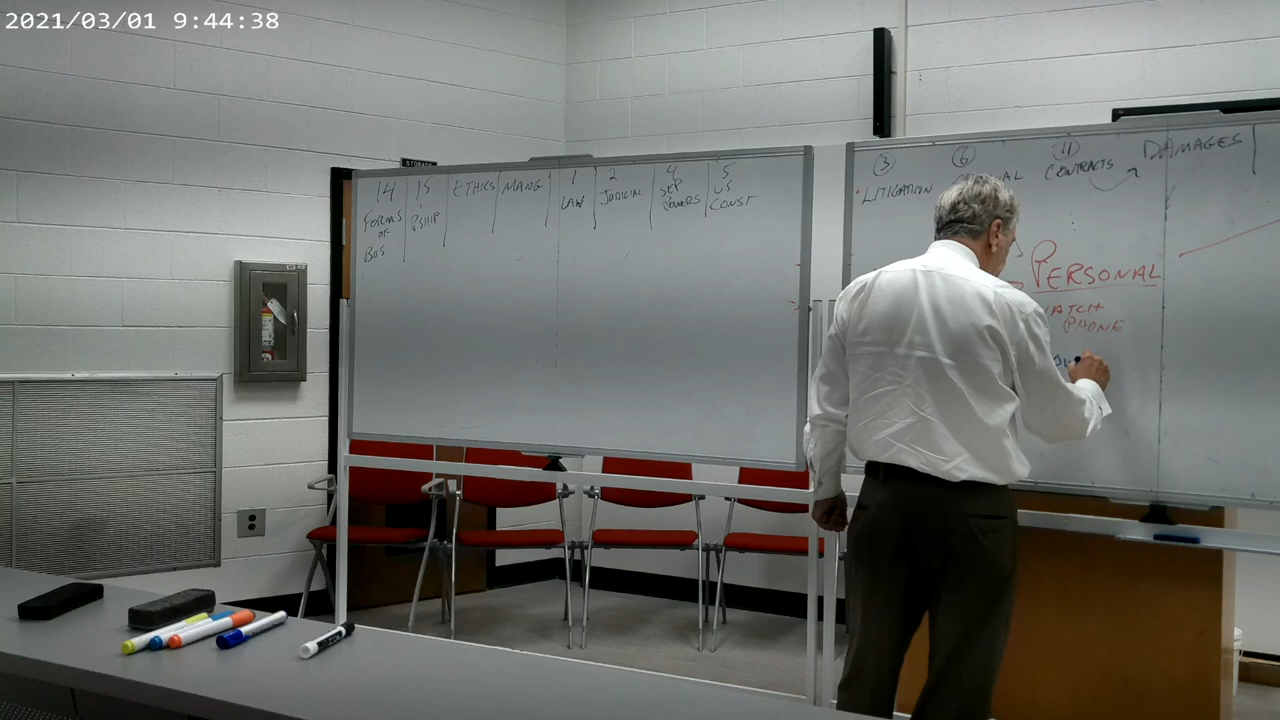 2021/03/01 9:44:38
STORAGE
14 15 ETHICS MANG 1 2 4 5
FORMS PSHIP LAW JUDICIAL SEP US
OF POWERS CONST
BUS
3 6 11 DAMAGES
LITIGATION CONTRACTS
PERSONAL
PHONE